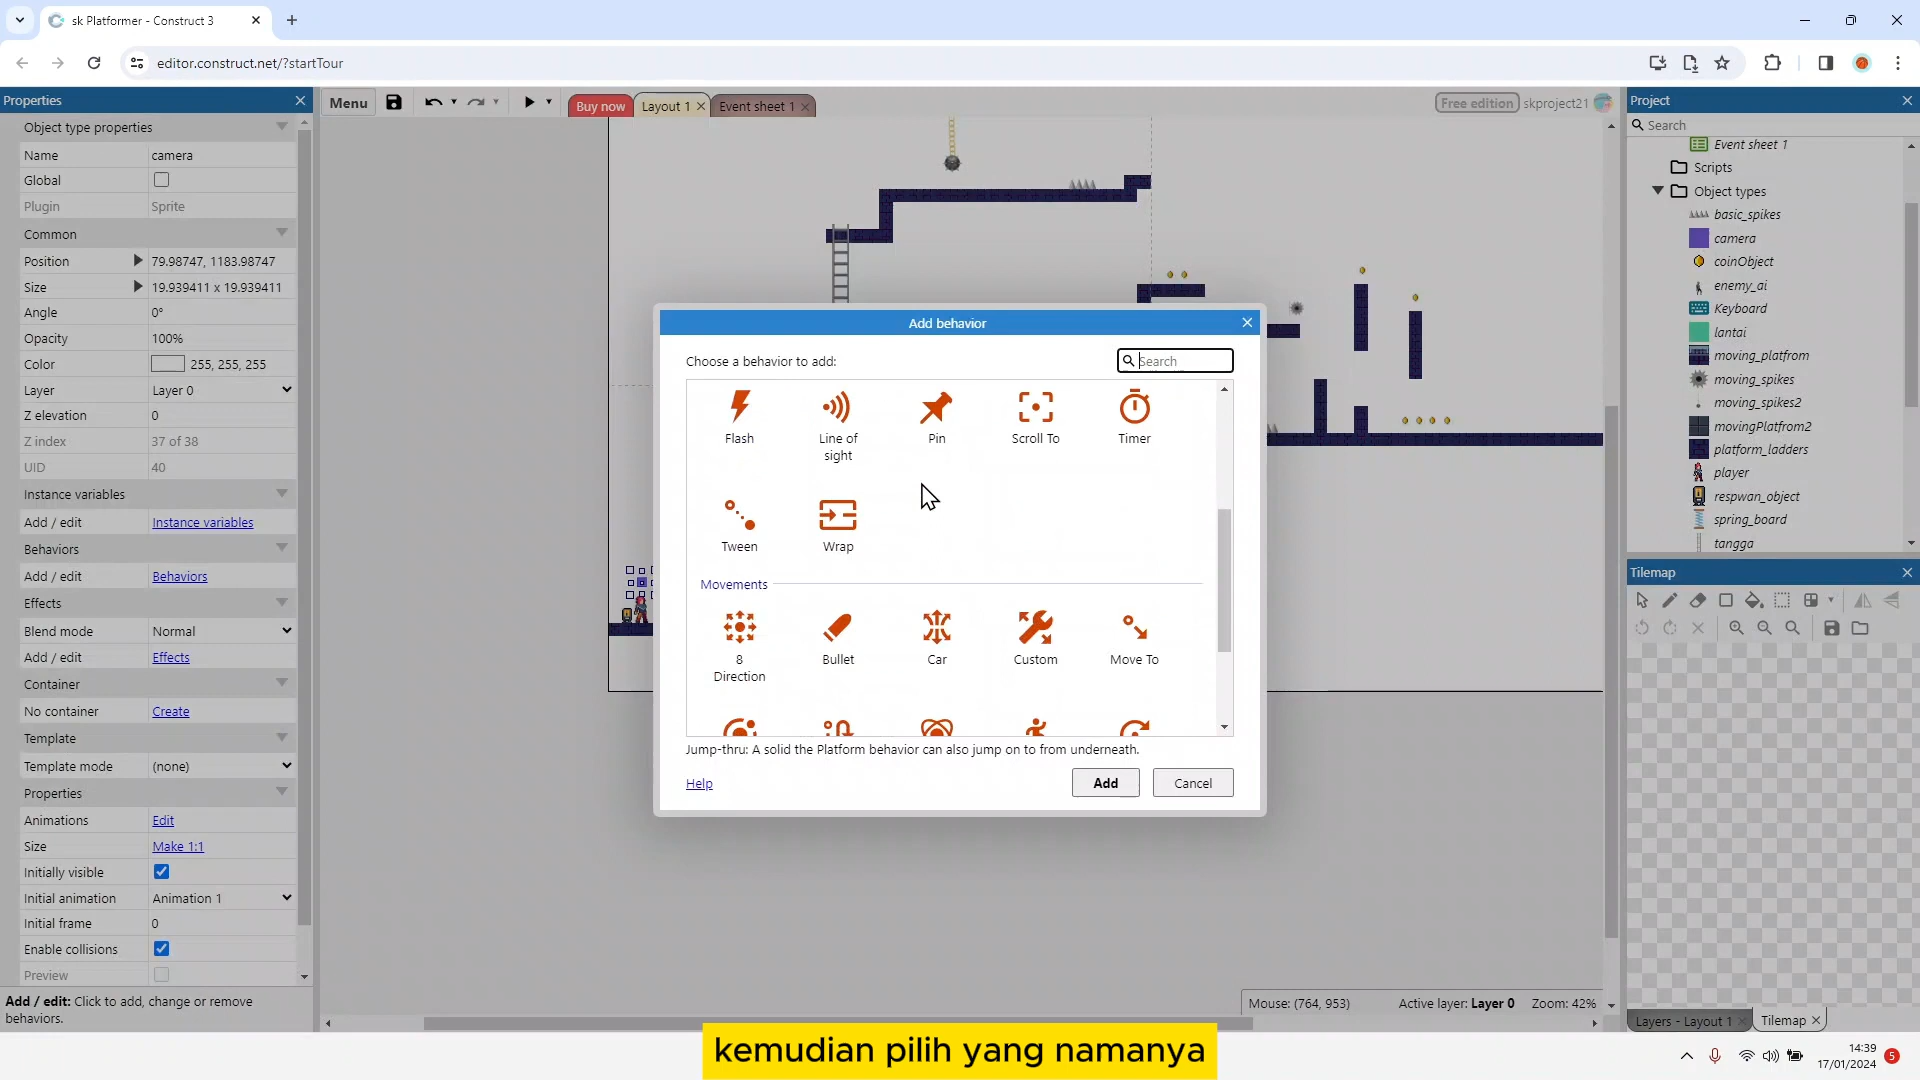 sk Platformer - Construct 3
editor.construct.net/?startTour
Properties
Menu
Buy now
Layout 1
Event sheet 1
Free edition
skproject21
Project
Object type properties
Name camera
Global
Plugin Sprite
Common
Position 79.98747, 1183.98747
Size 19.939411 x 19.939411
Angle 0°
Opacity 100%
Color 255, 255, 255
Layer Layer 0
Z elevation 0
Z index 37 of 38
UID 40
Instance variables
Add / edit Instance variables
Behaviors
Add / edit Behaviors
Effects
Blend mode Normal
Add / edit Effects
Container
No container Create
Template
Template mode (none)
Properties
Animations Edit
Size Make 1:1
Initially visible
Initial animation Animation 1
Initial frame 0
Enable collisions
Preview
Add / edit: Click to add, change or remove
behaviors.
Add behavior
Choose a behavior to add:
Search
Flash
Line of
sight
Pin
Scroll To
Timer
Tween
Wrap
Movements
8
Direction
Bullet
Car
Custom
Move To
Jump-thru: A solid the Platform behavior can also jump on to from underneath.
Help
Add
Cancel
Mouse: (764, 953)
Active layer: Layer 0
Zoom: 42%
Search
Event sheet 1
Scripts
Object types
basic_spikes
camera
coinObject
enemy_ai
Keyboard
lantai
moving_platfrom
moving_spikes
moving_spikes2
movingPlatfrom2
platform_ladders
player
respwan_object
spring_board
tangga
Tilemap
Layers - Layout 1
Tilemap
kemudian pilih yang namanya
14:39
17/01/2024
5